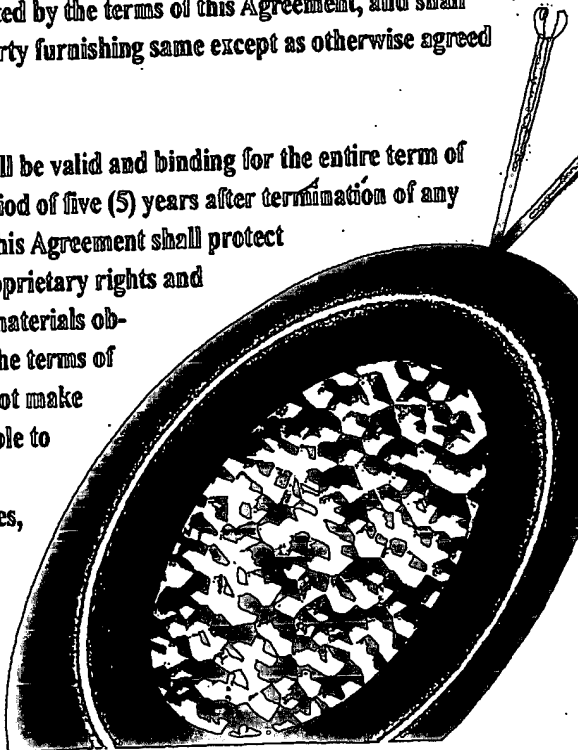 ted by the terms of this Agreement, and shall
rty furnishing same except as otherwise agreed
ll be valid and binding for the entire term of
iod of five (5) years after termination of any
his Agreement shall protect
oprietary rights and
materials ob-
he terms of
ot make
ble to
es,